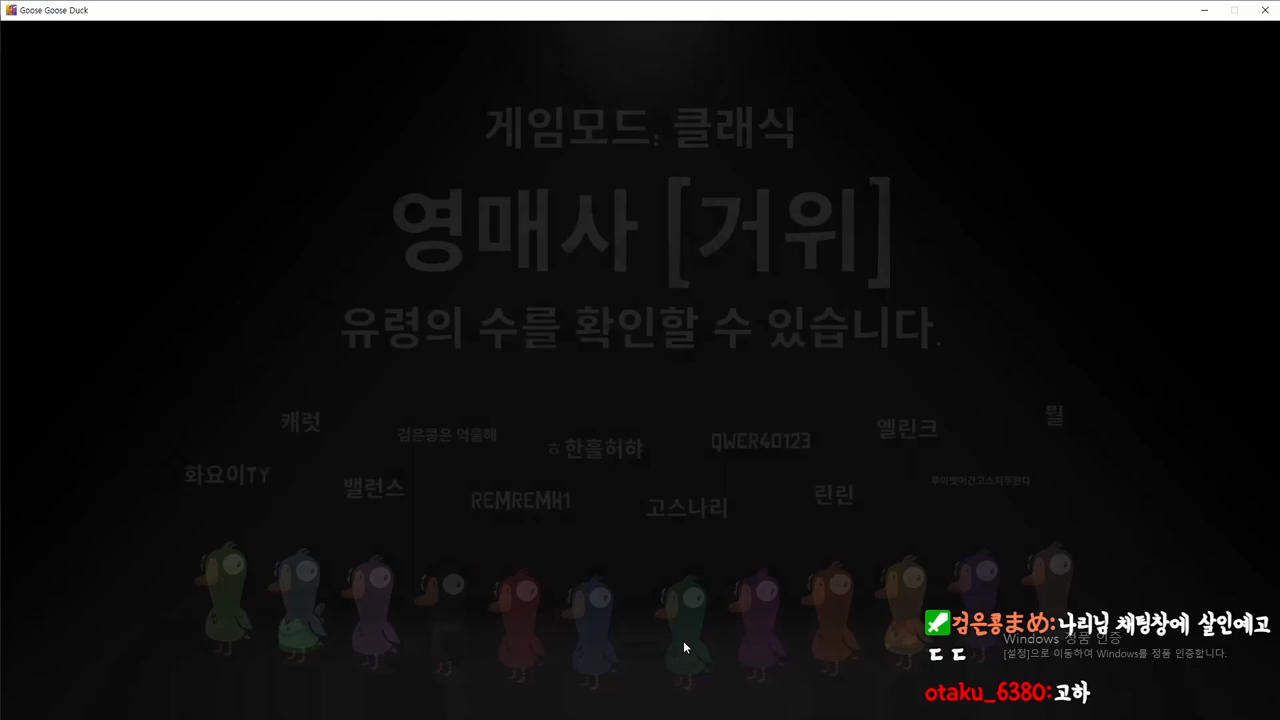 Goose Goose Duck
게임모드: 클래식
영매사 [거위]
유령의 수를 확인할 수 있습니다.
캐럿
검은콩은 억울해
ㅎ한흘히햐
QWER40123
엘린크
뭘
화요이TY
밸런스
REMREMH1
고스나리
린린
검은콩まめ: 나리님 채팅창에 살인예고
ㄷㄷ
Windows 정품 인증
[설정]으로 이동하여 Windows를 정품 인증합니다.
otaku_6380: 고하